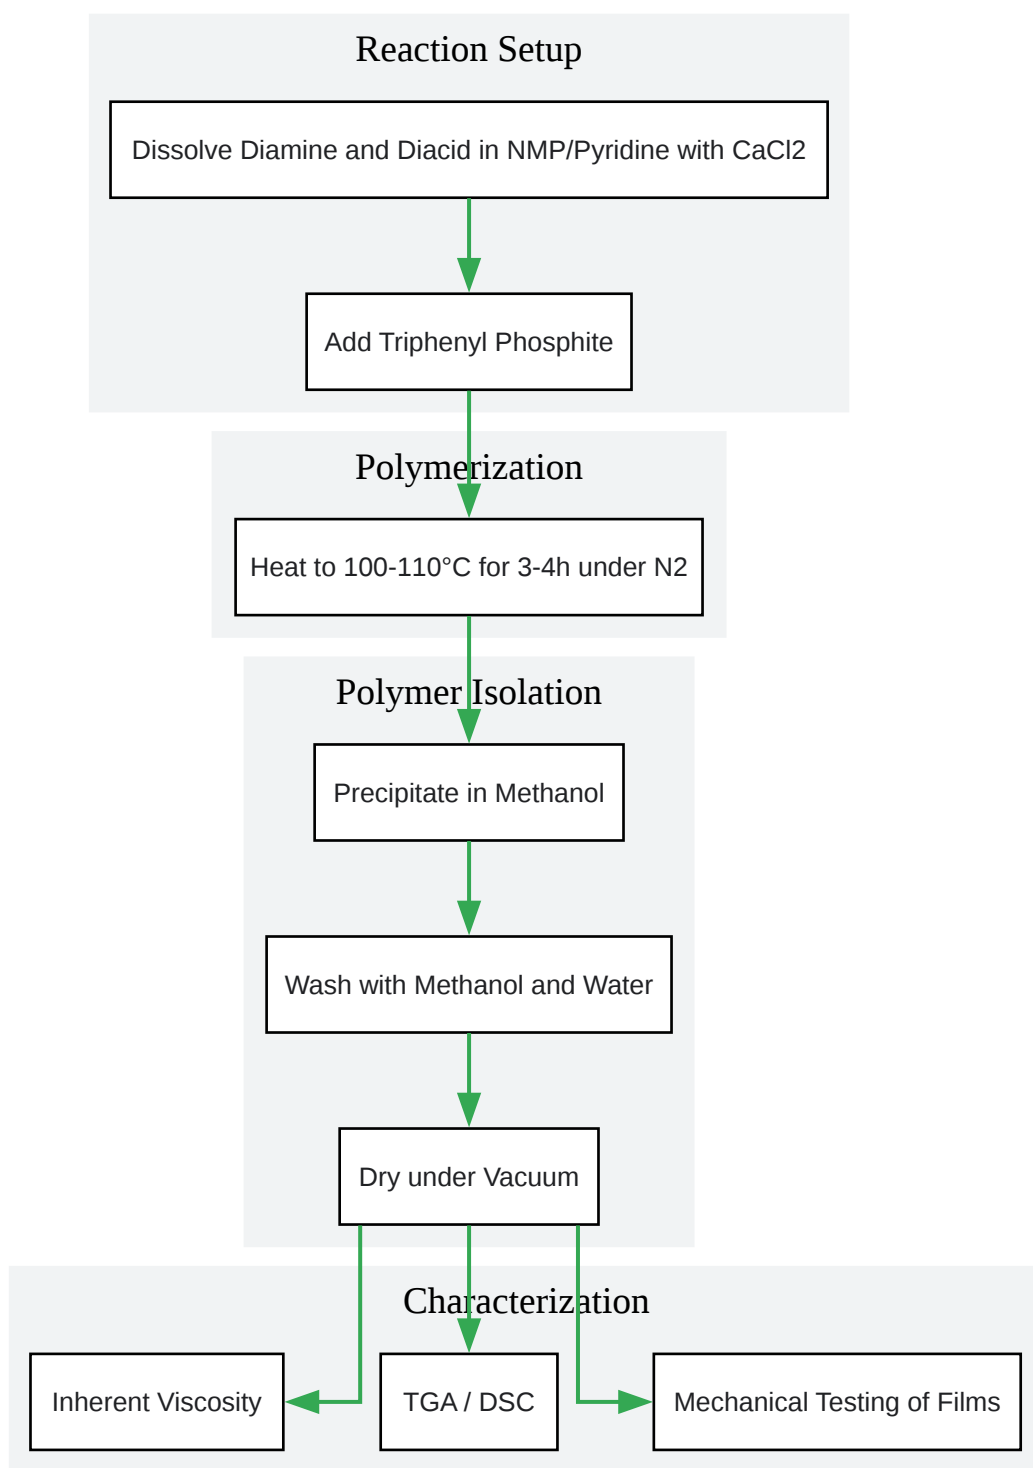 Reaction Setup
Dissolve Diamine and Diacid in NMP/Pyridine with CaCl2
Add Triphenyl Phosphite
Polymerization
Heat to 100-110°C for 3-4h under N2
Polymer Isolation
Precipitate in Methanol
Wash with Methanol and Water
Dry under Vacuum
Characterization
Inherent Viscosity
TGA / DSC
Mechanical Testing of Films